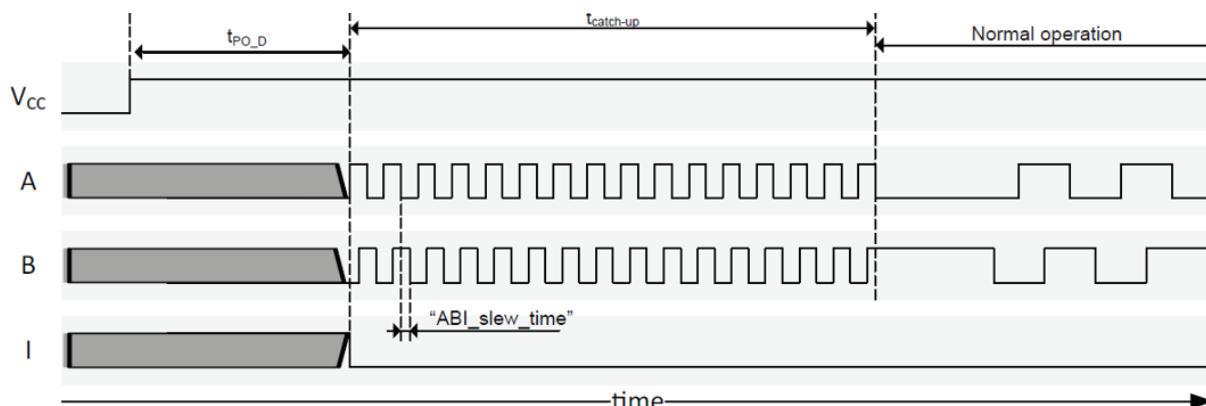 tcatch-up
tPO_D
Normal operation
VCC
A
B
“ABI_slew_time”
I
time